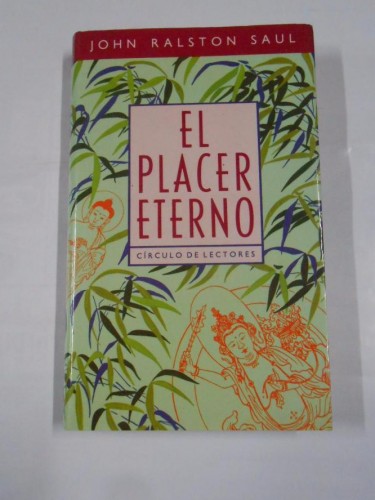 JOHN RALSTON SAUL
EL
PLACER
ETERNO
CÍRCULO DE LECTORES